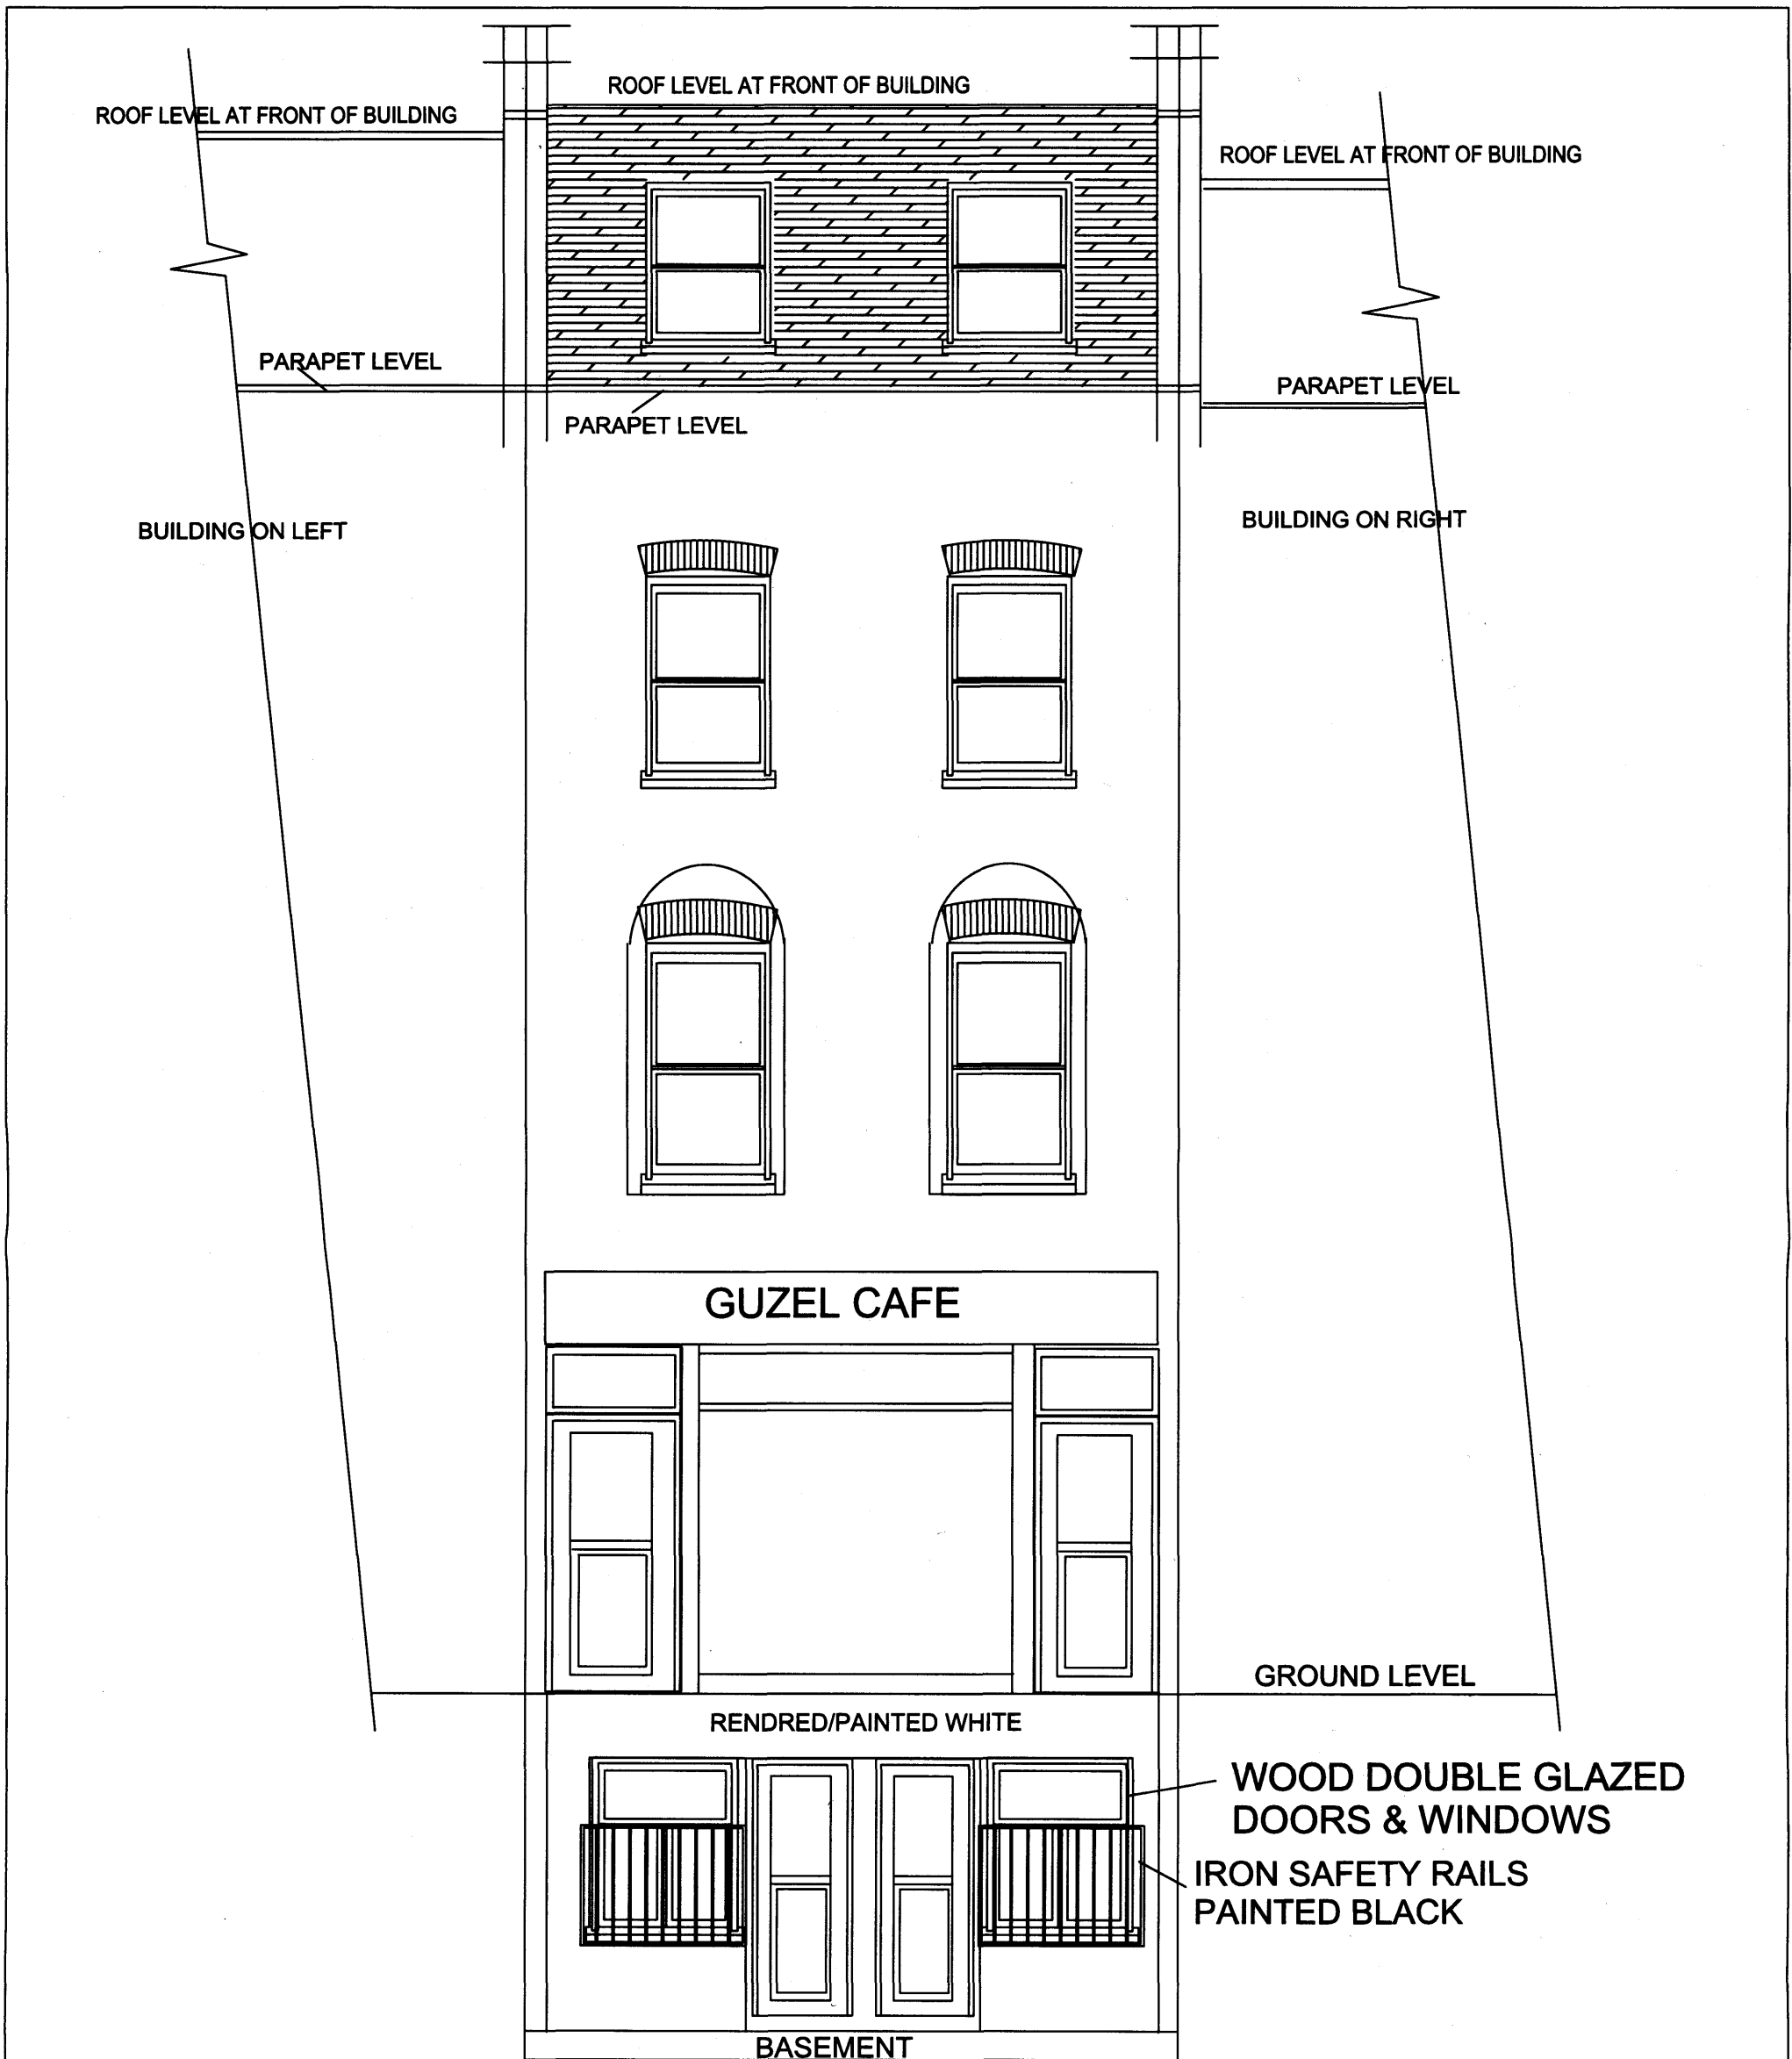 ROOF LEVEL AT FRONT OF BUILDING
ROOF LEVEL AT FRONT OF BUILDING
ROOF LEVEL AT FRONT OF BUILDING
PARAPET LEVEL
PARAPET LEVEL
PARAPET LEVEL
BUILDING ON LEFT
BUILDING ON RIGHT
GUZEL CAFE
GROUND LEVEL
RENDRED/PAINTED WHITE
WOOD DOUBLE GLAZED
DOORS & WINDOWS
IRON SAFETY RAILS
PAINTED BLACK
BASEMENT